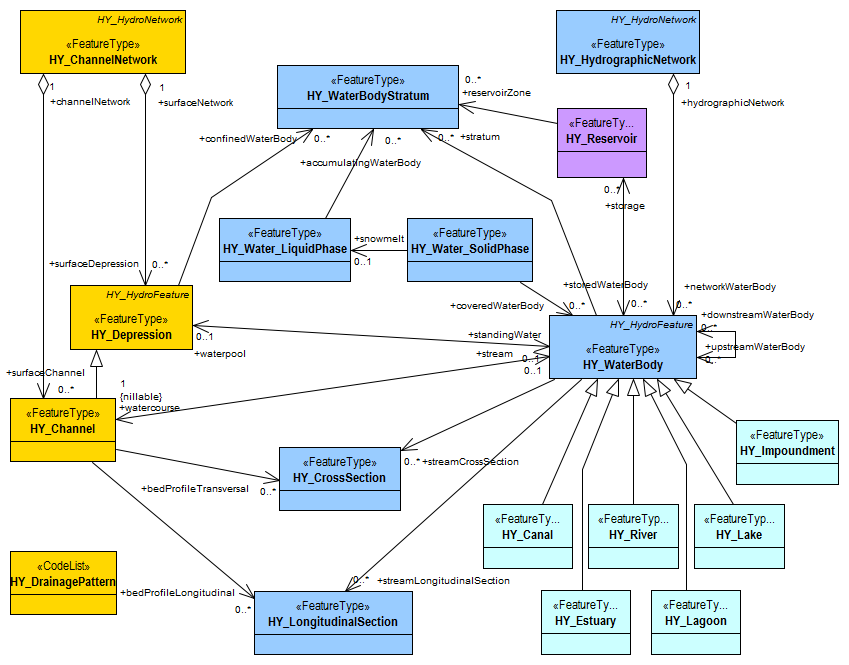 HY_HydroNetwork
«FeatureType»
HY_ChannelNetwork
HY_HydroNetwork
«FeatureType»
HY_HydrographicNetwork
«FeatureType»
HY_WaterBodyStratum
0..*
+reservoirZone
1
+channelNetwork
1
+surfaceNetwork
1
+hydrographicNetwork
«FeatureTy...
HY_Reservoir
+confinedWaterBody
0..*
0..*
0..*
+stratum
+accumulatingWaterBody
0..*
+storage
«FeatureType»
HY_Water_LiquidPhase
+snowmelt
0..1
«FeatureType»
HY_Water_SolidPhase
+surfaceDepression
0..*
HY_HydroFeature
«FeatureType»
HY_Depression
+storedWaterBody
0..*
0..*
+networkWaterBody
0..*
+coveredWaterBody
HY_HydroFeature
«FeatureType»
HY_WaterBody
0..*
+downstreamWaterBody
+upstreamWaterBody
0..*
0..1
+waterpool
+standingWater
0..1
+stream
0..1
+surfaceChannel
0..*
1
{nillable}
+watercourse
«FeatureType»
HY_Channel
«FeatureType»
HY_Impoundment
«FeatureType»
HY_CrossSection
0..*
+streamCrossSection
+bedProfileTransversal
0..*
«FeatureTy...
HY_Canal
«FeatureTyp...
HY_River
«FeatureTyp...
HY_Lake
«CodeList»
HY_DrainagePattern
+bedProfileLongitudinal
0..*
0..*
+streamLongitudinalSection
«FeatureType»
HY_LongitudinalSection
«FeatureTy...
HY_Estuary
«FeatureTy...
HY_Lagoon